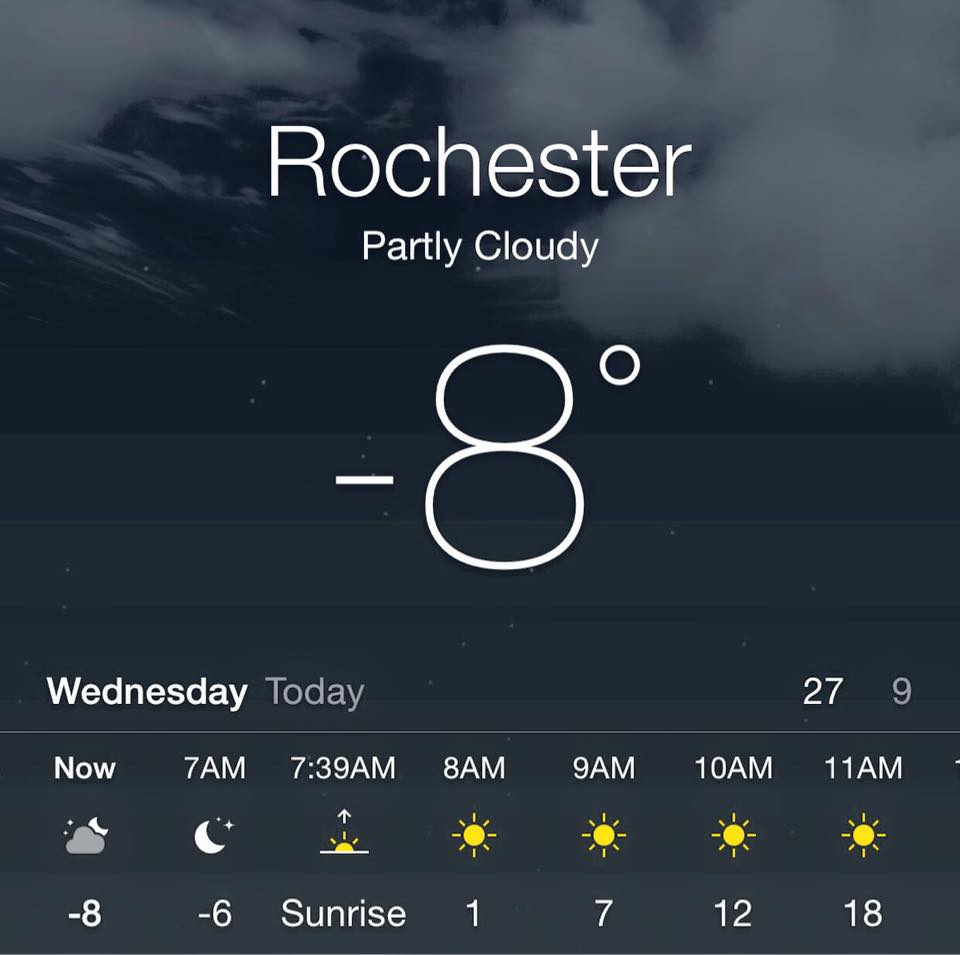 Rochester
Partly Cloudy
-8°
Wednesday Today 27 9
Now 7AM 7:39AM 8AM 9AM 10AM 11AM
-8 -6 Sunrise 1 7 12 18